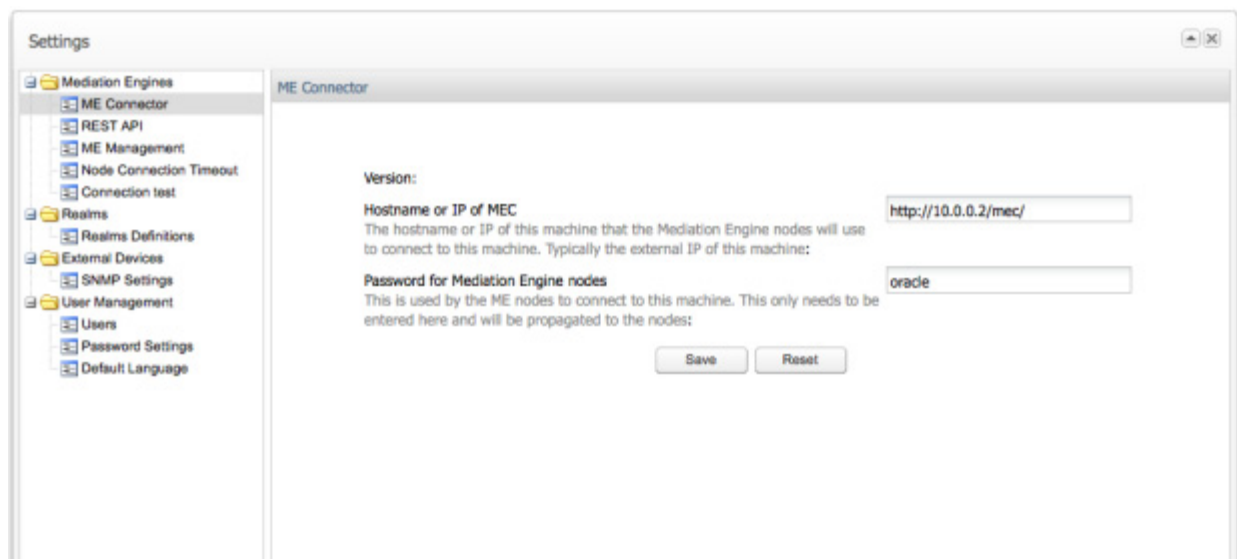 Settings
Mediation Engines
ME Connector
REST API
ME Management
Node Connection Timeout
Connection test
Realms
Realms Definitions
External Devices
SNMP Settings
User Management
Users
Password Settings
Default Language
ME Connector
Version:
Hostname or IP of MEC
The hostname or IP of this machine that the Mediation Engine nodes will use
to connect to this machine. Typically the external IP of this machine:
http://10.0.0.2/mec/
Password for Mediation Engine nodes
This is used by the ME nodes to connect to this machine. This only needs to be
entered here and will be propagated to the nodes:
oracle
Save
Reset